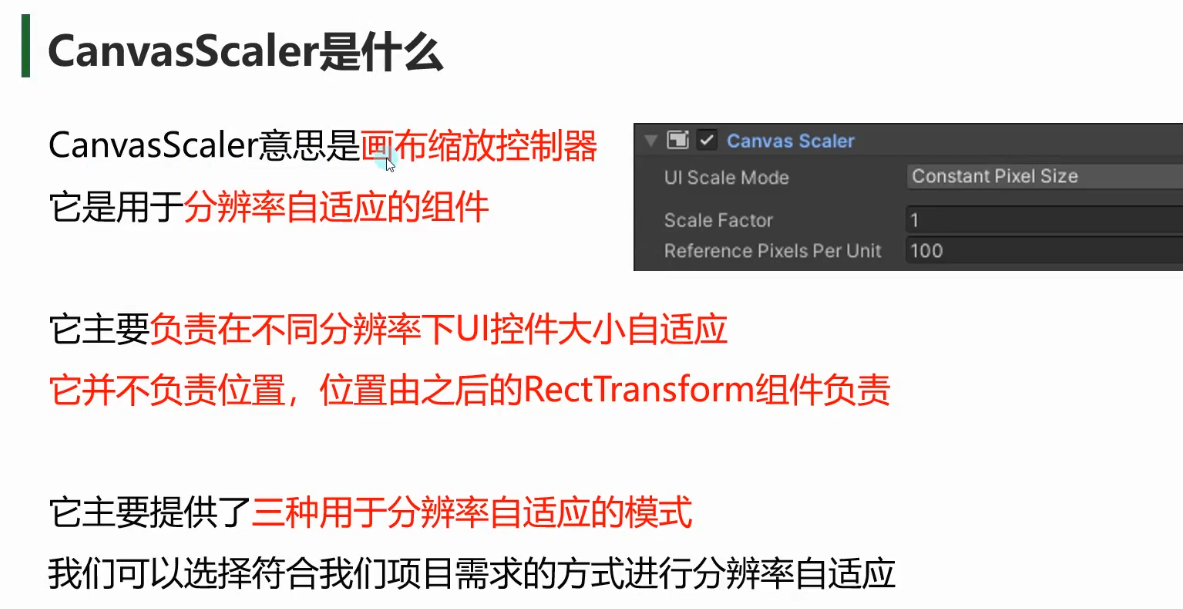 CanvasScaler是什么
CanvasScaler意思是画布缩放控制器
它是用于分辨率自适应的组件
Canvas Scaler
UI Scale Mode Constant Pixel Size
Scale Factor 1
Reference Pixels Per Unit 100
它主要负责在不同分辨率下UI控件大小自适应
它并不负责位置，位置由之后的RectTransform组件负责
它主要提供了三种用于分辨率自适应的模式
我们可以选择符合我们项目需求的方式进行分辨率自适应